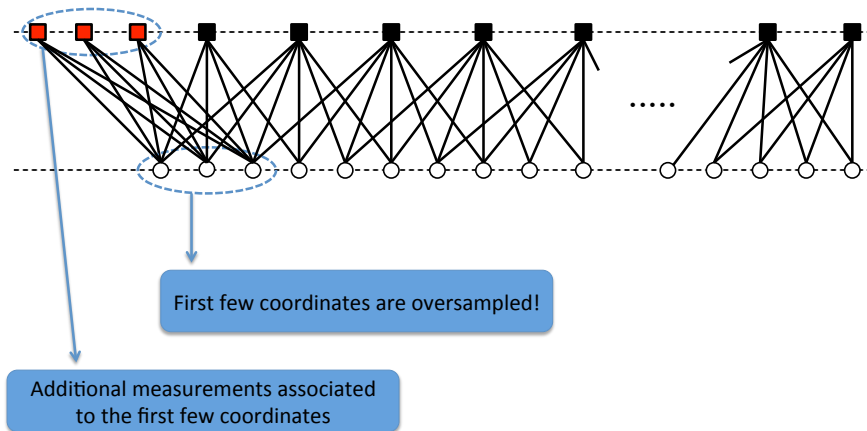 .....
First few coordinates are oversampled!
Additional measurements associated
to the first few coordinates